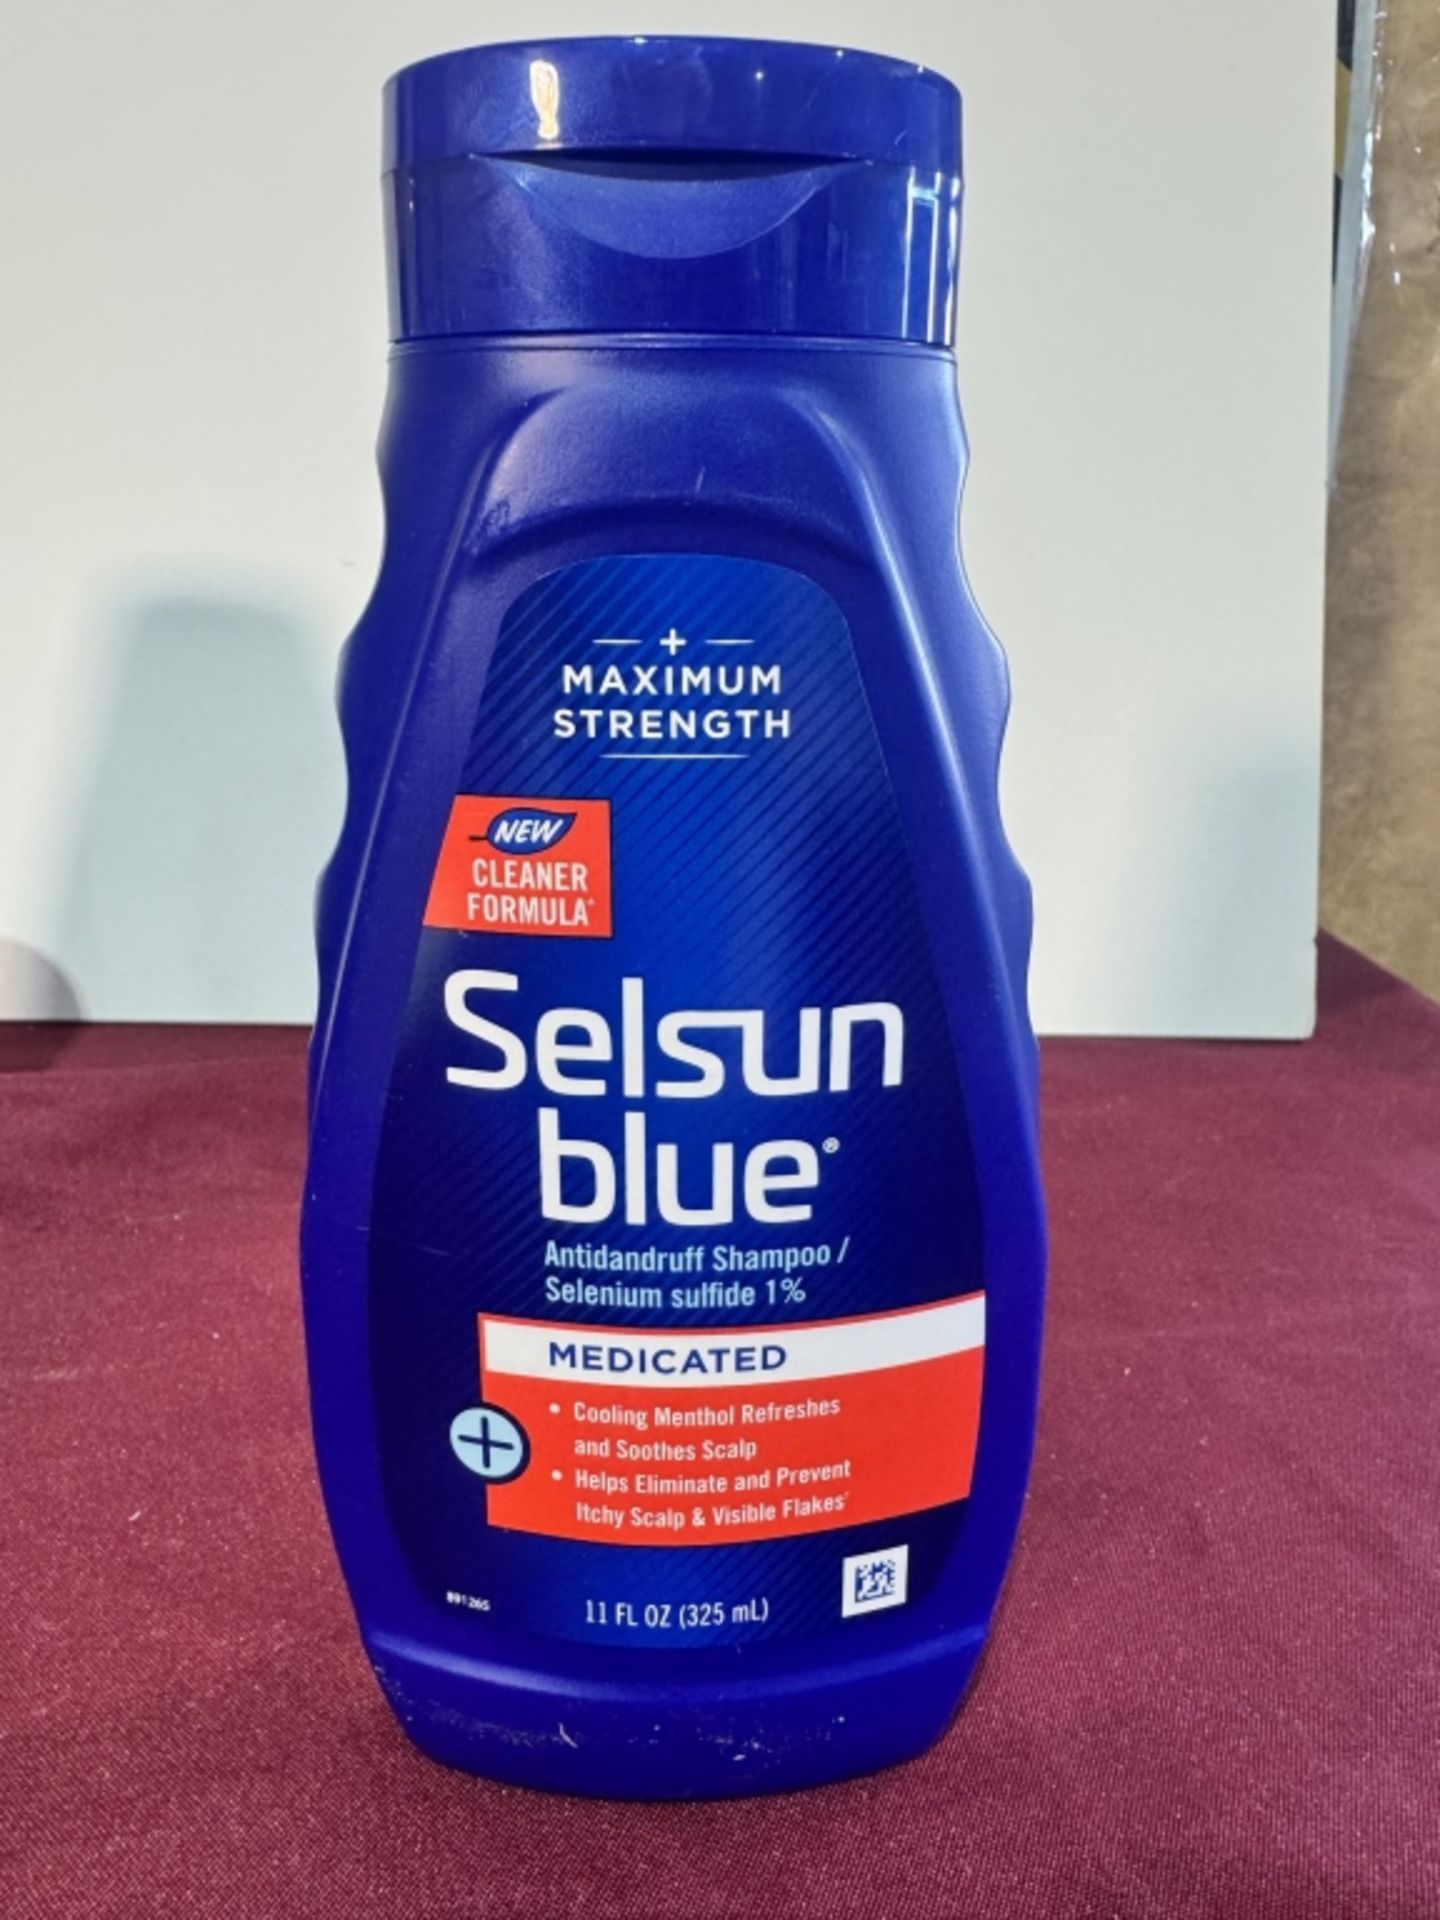 MAXIMUM
STRENGTH
NEW
CLEANER
FORMULA^
Selsun
blue®
Antidandruff Shampoo /
Selenium sulfide 1%
MEDICATED
• Cooling Menthol Refreshes
and Soothes Scalp
• Helps Eliminate and Prevent
Itchy Scalp & Visible Flakes†
11 FL OZ (325 mL)